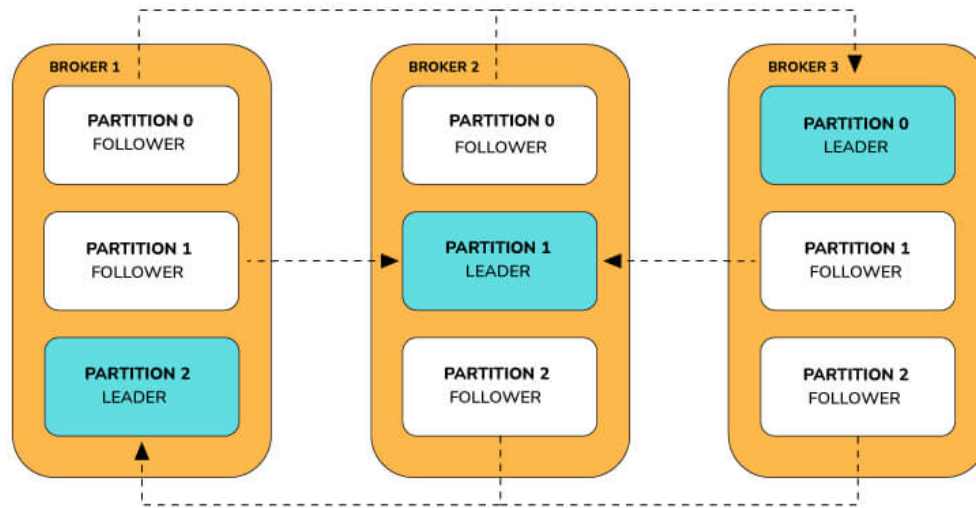 BROKER 1
PARTITION 0
FOLLOWER
PARTITION 1
FOLLOWER
PARTITION 2
LEADER
BROKER 2
PARTITION 0
FOLLOWER
PARTITION 1
LEADER
PARTITION 2
FOLLOWER
BROKER 3
PARTITION 0
LEADER
PARTITION 1
FOLLOWER
PARTITION 2
FOLLOWER